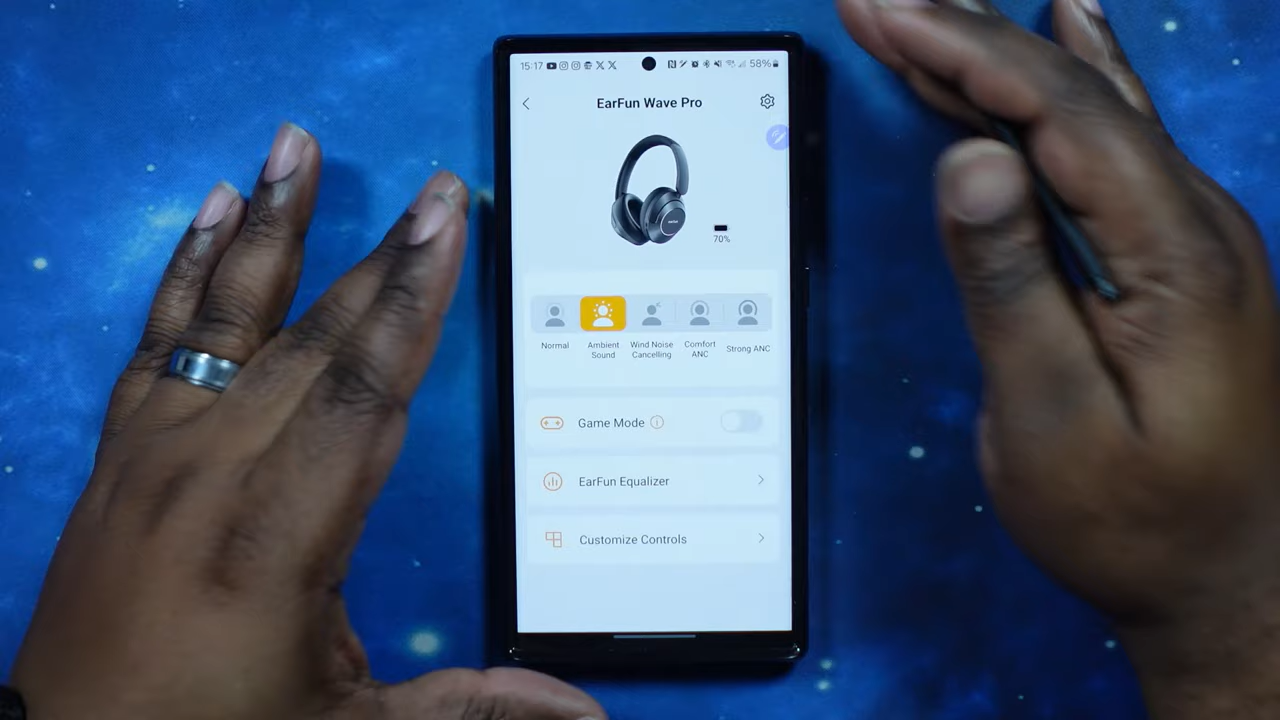 15:17 58%
EarFun Wave Pro
70%
Normal
Ambient
Sound
Wind Noise
Cancelling
Comfort
ANC
Strong ANC
Game Mode
EarFun Equalizer
Customize Controls